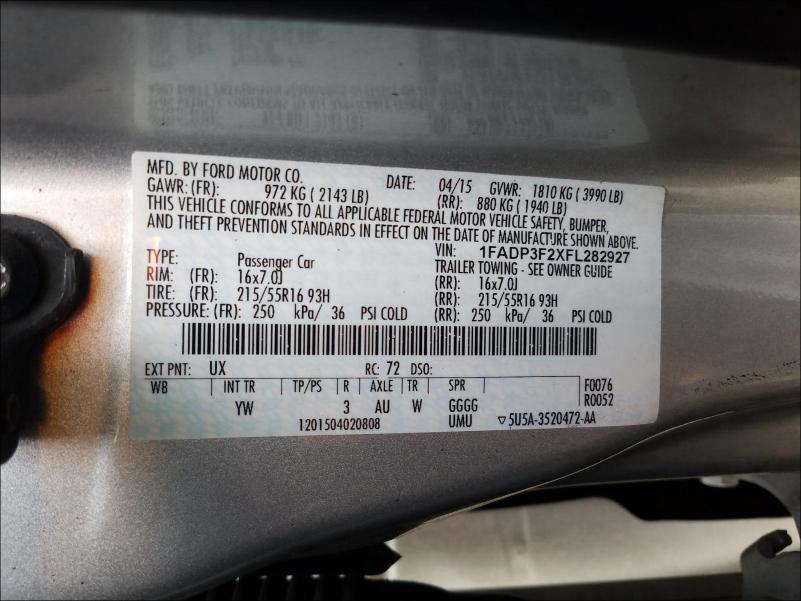 MFD. BY FORD MOTOR CO. DATE: 04/15 GVWR: 1810 KG (3990 LB)
GAWR: (FR): 972 KG (2143 LB) (RR): 880 KG (1940 LB)
THIS VEHICLE CONFORMS TO ALL APPLICABLE FEDERAL MOTOR VEHICLE SAFETY, BUMPER,
AND THEFT PREVENTION STANDARDS IN EFFECT ON THE DATE OF MANUFACTURE SHOWN ABOVE.
VIN: 1FADP3F2XFL282927
TYPE: Passenger Car TRAILER TOWING - SEE OWNER GUIDE
RIM: (FR): 16x7.0J (RR): 16x7.0J
TIRE: (FR): 215/55R16 93H (RR): 215/55R16 93H
PRESSURE: (FR): 250 kPa/ 36 PSI COLD (RR): 250 kPa/ 36 PSI COLD
EXT PNT: UX RC: 72 DSO:
WB INT TR TP/PS R AXLE TR SPR F0076
R0052
YW 3 AU W GGGG
1201504020808 UMU ▽5U5A-3520472-AA